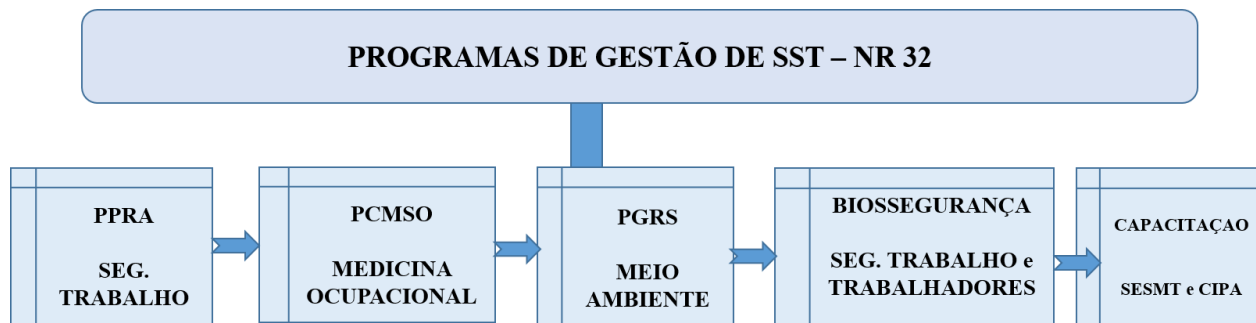 PROGRAMAS DE GESTÃO DE SST – NR 32
PPRA
SEG.
TRABALHO
PCMSO
MEDICINA
OCUPACIONAL
PGRS
MEIO
AMBIENTE
BIOSSEGURANÇA
SEG. TRABALHO e
TRABALHADORES
CAPACITAÇAO
SESMT e CIPA